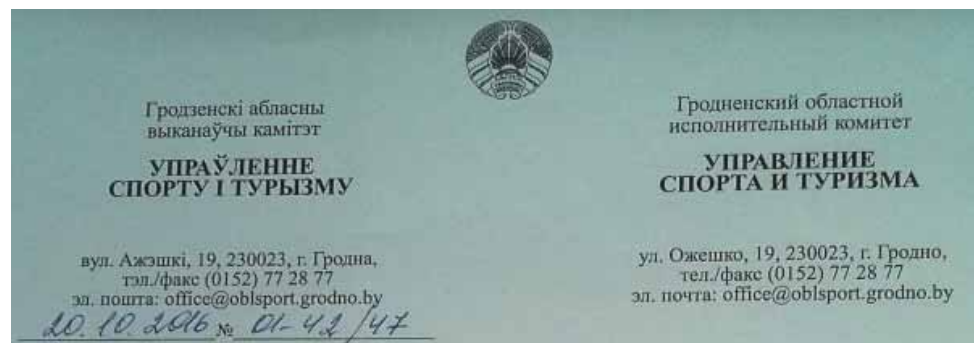 Гродзенскі абласны
выканаўчы камітэт
УПРАЎЛЕННЕ
СПОРТУ І ТУРЫЗМУ
вул. Ажэшкі, 19, 230023, г. Гродна,
тэл./факс (0152) 77 28 77
эл. пошта: office@oblsport.grodno.by
20.10.2016 № 01-42/47
Гродненский областной
исполнительный комитет
УПРАВЛЕНИЕ
СПОРТА И ТУРИЗМА
ул. Ожешко, 19, 230023, г. Гродно,
тел./факс (0152) 77 28 77
эл. почта: office@oblsport.grodno.by